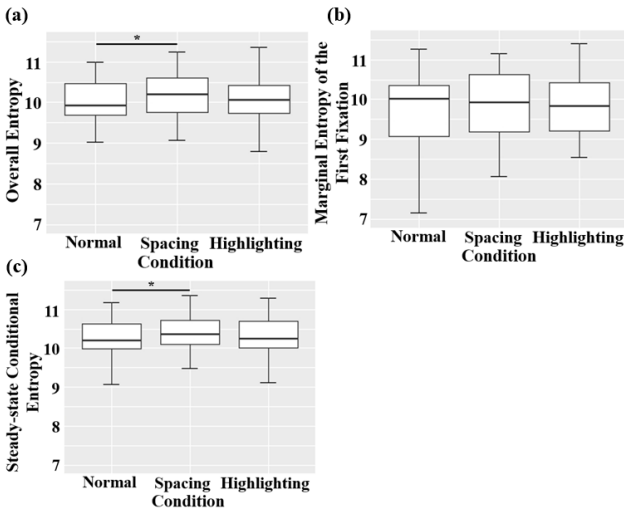 (a)
*
Overall Entropy
11
10
9
8
7
Normal Spacing Highlighting
Condition
(b)
Marginal Entropy of the
First Fixation
11
10
9
8
7
Normal Spacing Highlighting
Condition
(c)
*
Steady-state Conditional
Entropy
11
10
9
8
7
Normal Spacing Highlighting
Condition